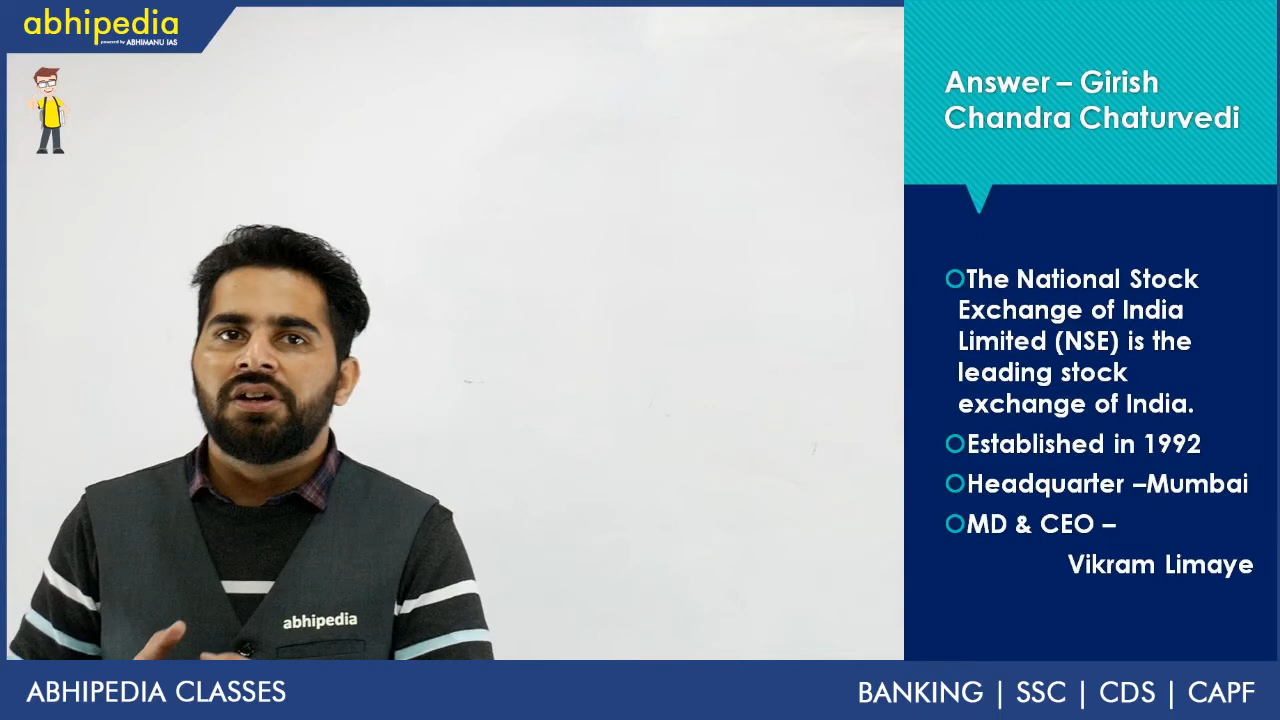 abhipedia
powered by ABHIMANU IAS
Answer – Girish
Chandra Chaturvedi
The National Stock
Exchange of India
Limited (NSE) is the
leading stock
exchange of India.
Established in 1992
Headquarter –Mumbai
MD & CEO –
Vikram Limaye
abhipedia
ABHIPEDIA CLASSES
BANKING | SSC | CDS | CAPF